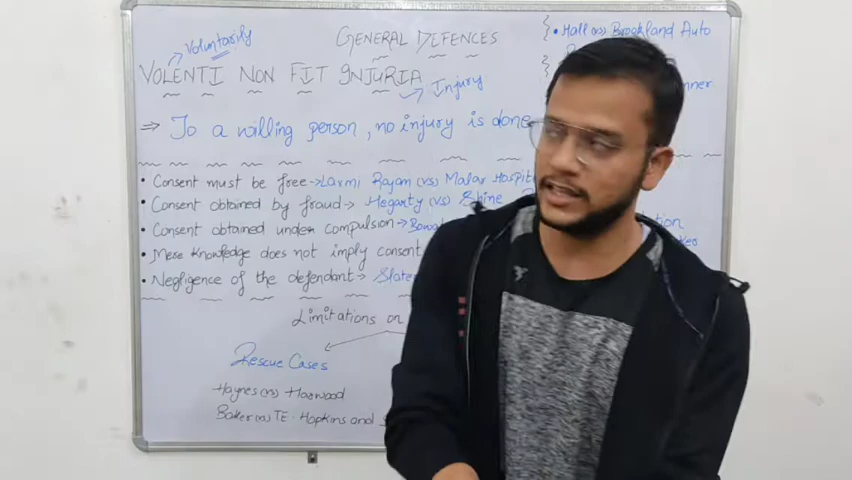 Voluntarily
GENERAL DEFENCES
• Hall (vs) Brookland Auto
VOLENTI NON FIT INJURIA
Injury
⇒ To a willing person, no injury is done
• Consent must be free → Laxmi Rajam (vs) Malar Hospit
• Consent obtained by fraud → Hegarty (vs) Shine
• Consent obtained under compulsion →
• Mere Knowledge does not imply consent
• Negligence of the defendant → Slater
Limitations on
Rescue Cases
Haynes (vs) Harwood
Baker (vs) T.E. Hopkins and